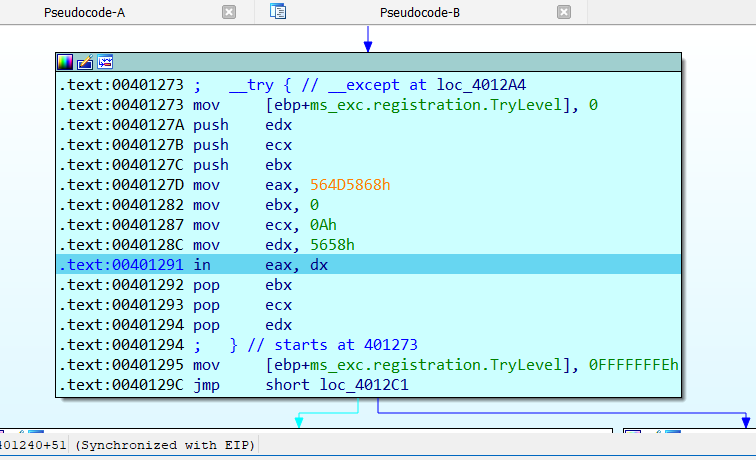 Pseudocode-A Pseudocode-B
.text:00401273 ;   __try { // __except at loc_4012A4
.text:00401273 mov     [ebp+ms_exc.registration.TryLevel], 0
.text:0040127A push    edx
.text:0040127B push    ecx
.text:0040127C push    ebx
.text:0040127D mov     eax, 564D5868h
.text:00401282 mov     ebx, 0
.text:00401287 mov     ecx, 0Ah
.text:0040128C mov     edx, 5658h
.text:00401291 in      eax, dx
.text:00401292 pop     ebx
.text:00401293 pop     ecx
.text:00401294 pop     edx
.text:00401294 ;   } // starts at 401273
.text:00401295 mov     [ebp+ms_exc.registration.TryLevel], 0FFFFFFFEh
.text:0040129C jmp     short loc_4012C1
401240+51 (Synchronized with EIP)